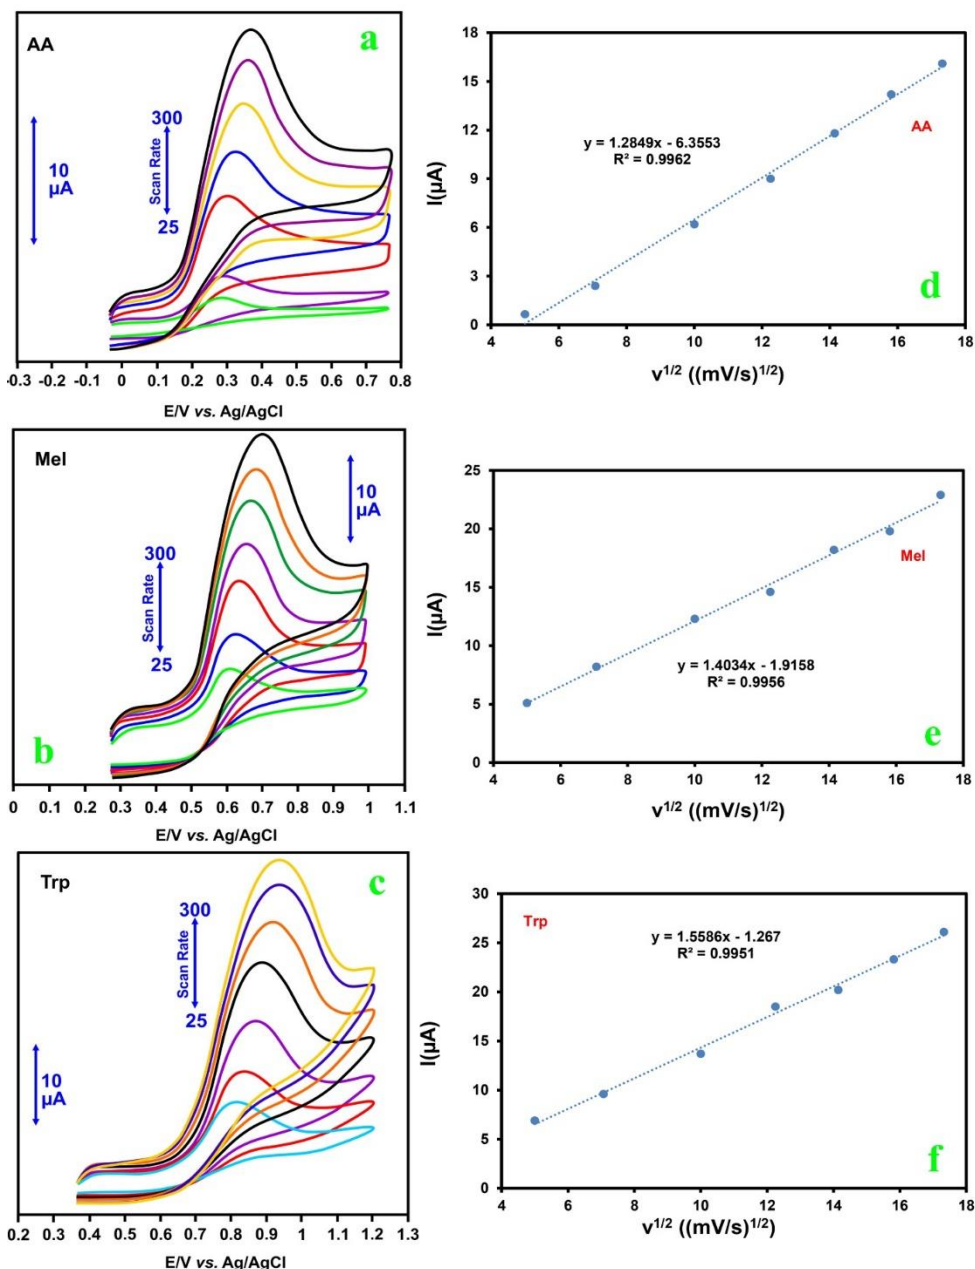 AA
a
10
µA
300
Scan Rate
25
-0.3 -0.2 -0.1 0 0.1 0.2 0.3 0.4 0.5 0.6 0.7 0.8
E/V vs. Ag/AgCl
18
15
12
9
6
3
0
I(µA)
y = 1.2849x - 6.3553
R² = 0.9962
AA
d
4 6 8 10 12 14 16 18
v1/2 ((mV/s)1/2)
Mel
10
µA
300
Scan Rate
25
b
0 0.1 0.2 0.3 0.4 0.5 0.6 0.7 0.8 0.9 1 1.1
E/V vs. Ag/AgCl
25
20
15
10
5
0
I(µA)
Mel
y = 1.4034x - 1.9158
R² = 0.9956
e
4 6 8 10 12 14 16 18
v1/2 ((mV/s)1/2)
Trp
c
300
Scan Rate
25
10
µA
0.2 0.3 0.4 0.5 0.6 0.7 0.8 0.9 1 1.1 1.2 1.3
E/V vs. Ag/AgCl
30
25
20
15
10
5
0
I(µA)
Trp
y = 1.5586x - 1.267
R² = 0.9951
f
4 6 8 10 12 14 16 18
v1/2 ((mV/s)1/2)